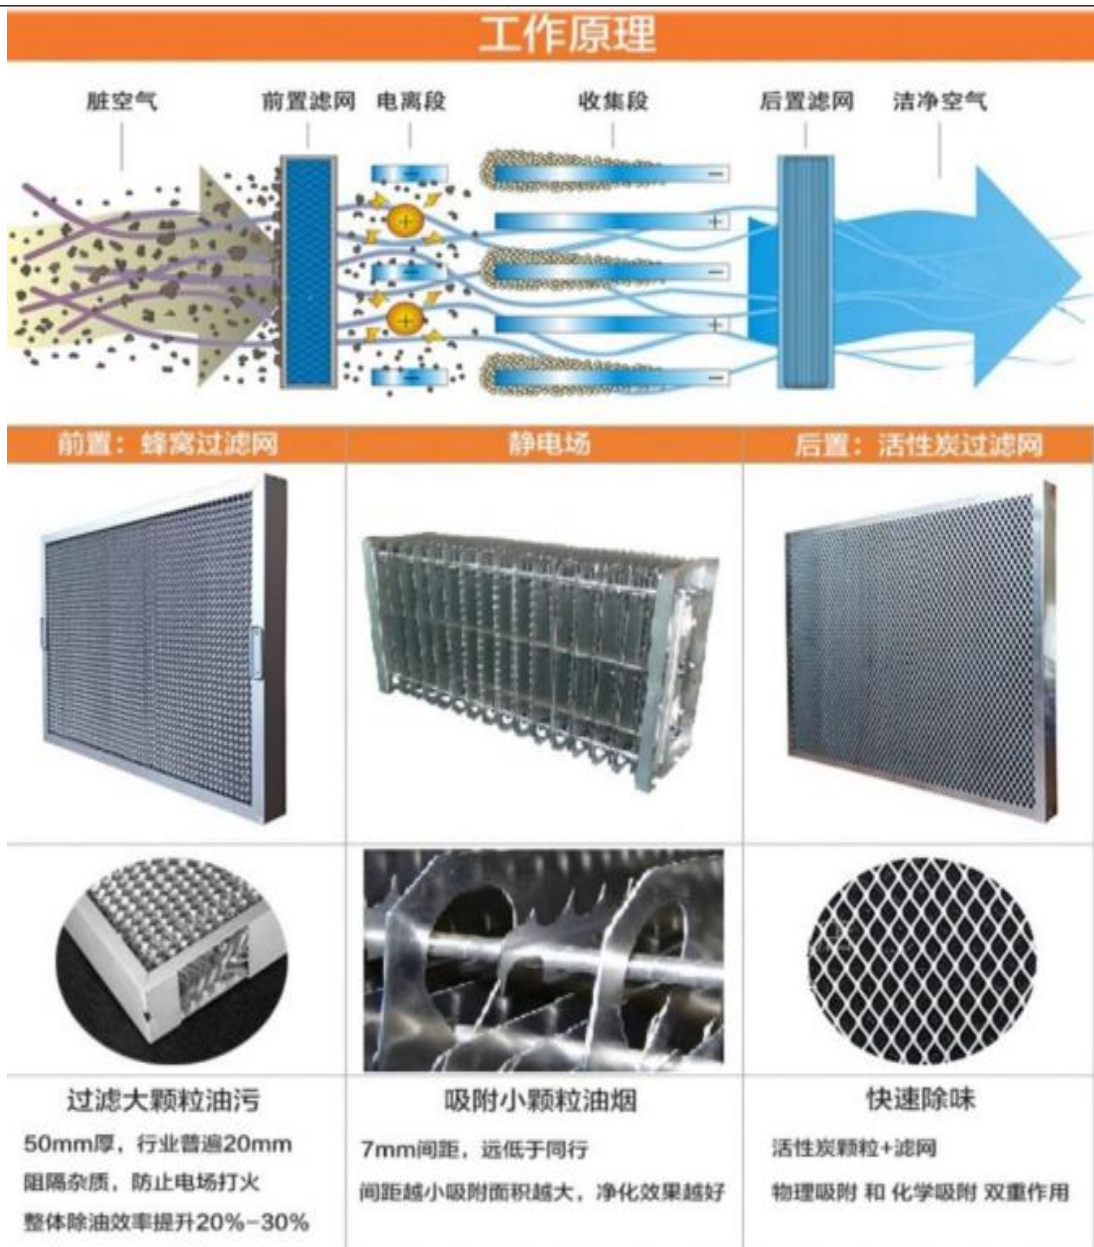 工作原理
脏空气 前置滤网 电离段 收集段 后置滤网 洁净空气
− −
+ +
− −
+ +
− −
前置：蜂窝过滤网 静电场 后置：活性炭过滤网
过滤大颗粒油污
50mm厚，行业普遍20mm
阻隔杂质，防止电场打火
整体除油效率提升20%-30%
吸附小颗粒油烟
7mm间距，远低于同行
间距越小吸附面积越大，净化效果越好
快速除味
活性炭颗粒+滤网
物理吸附 和 化学吸附 双重作用